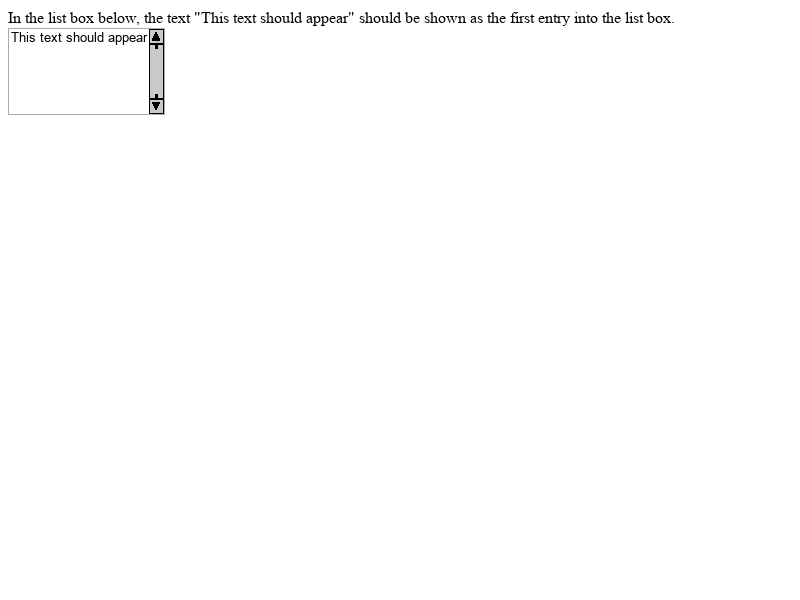 In the list box below, the text "This text should appear" should be shown as the first entry into the list box.
This text should appear